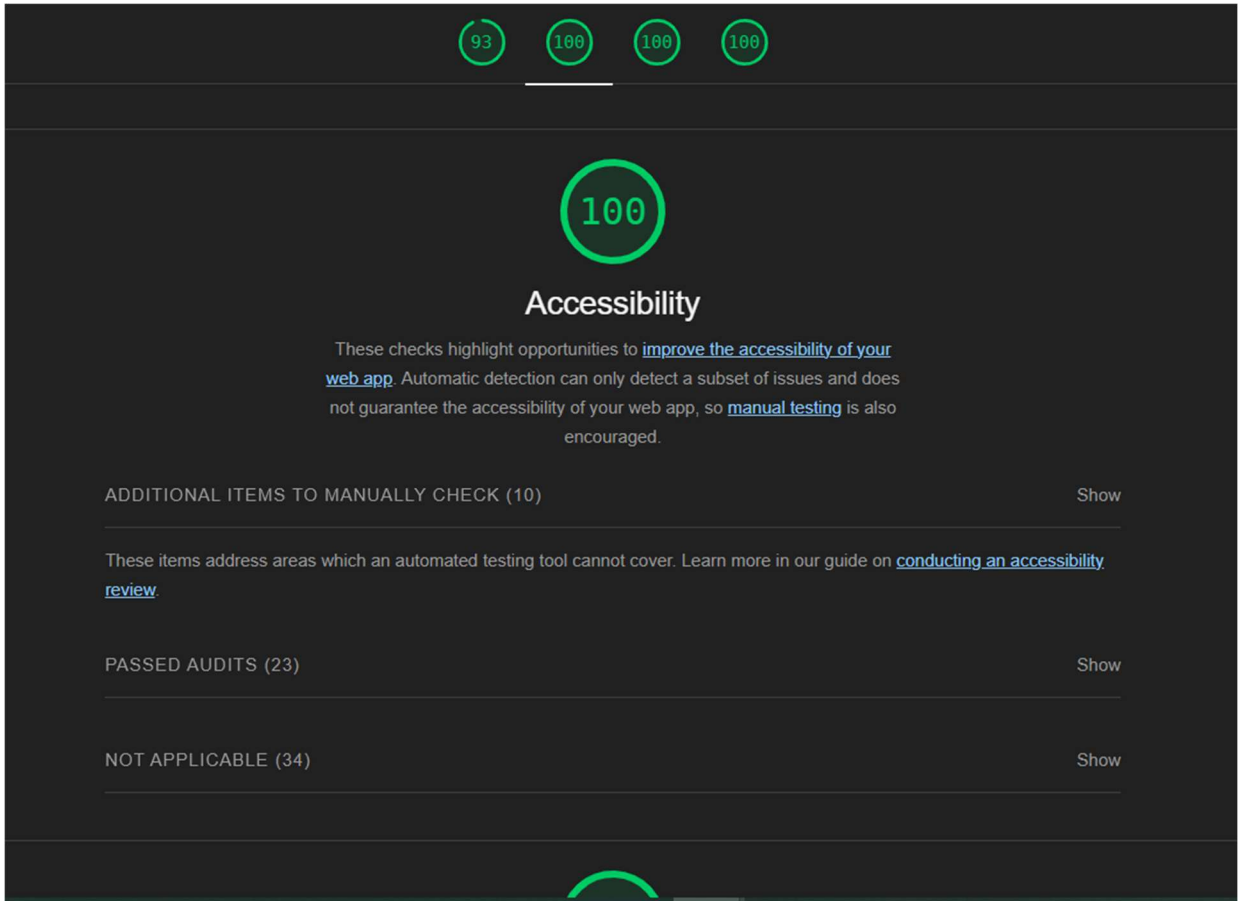 93 100 100 100
100
Accessibility
These checks highlight opportunities to improve the accessibility of your
web app. Automatic detection can only detect a subset of issues and does
not guarantee the accessibility of your web app, so manual testing is also
encouraged.
ADDITIONAL ITEMS TO MANUALLY CHECK (10) Show
These items address areas which an automated testing tool cannot cover. Learn more in our guide on conducting an accessibility
review.
PASSED AUDITS (23) Show
NOT APPLICABLE (34) Show